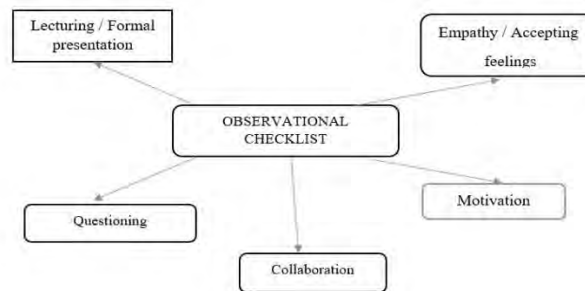 Lecturing / Formal
presentation
Empathy / Accepting
feelings
OBSERVATIONAL
CHECKLIST
Questioning
Motivation
Collaboration